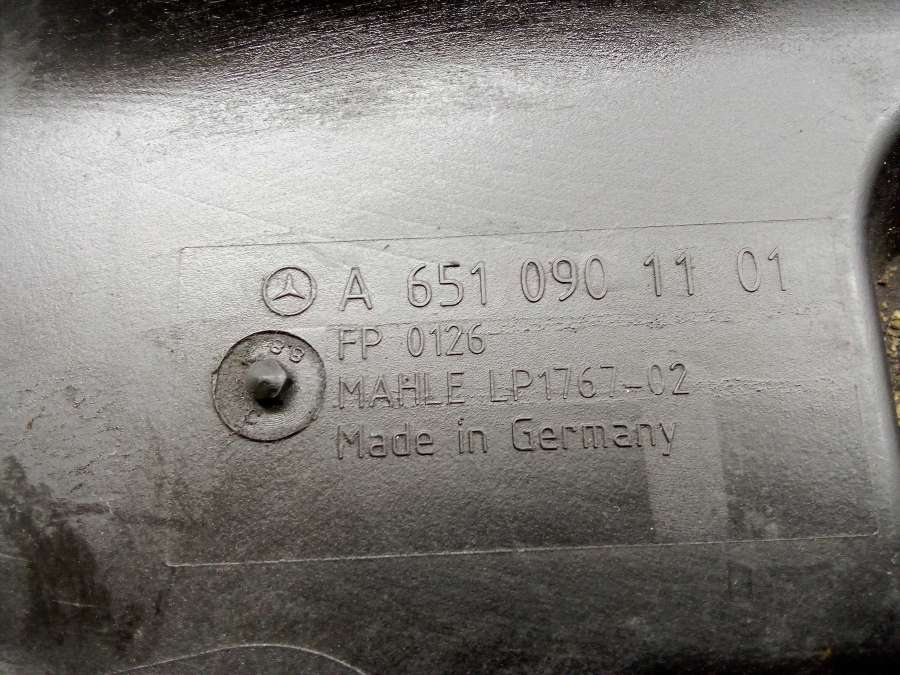 A 651 090 11 01
FP 0126
MAHLE LP1767-02
Made in Germany